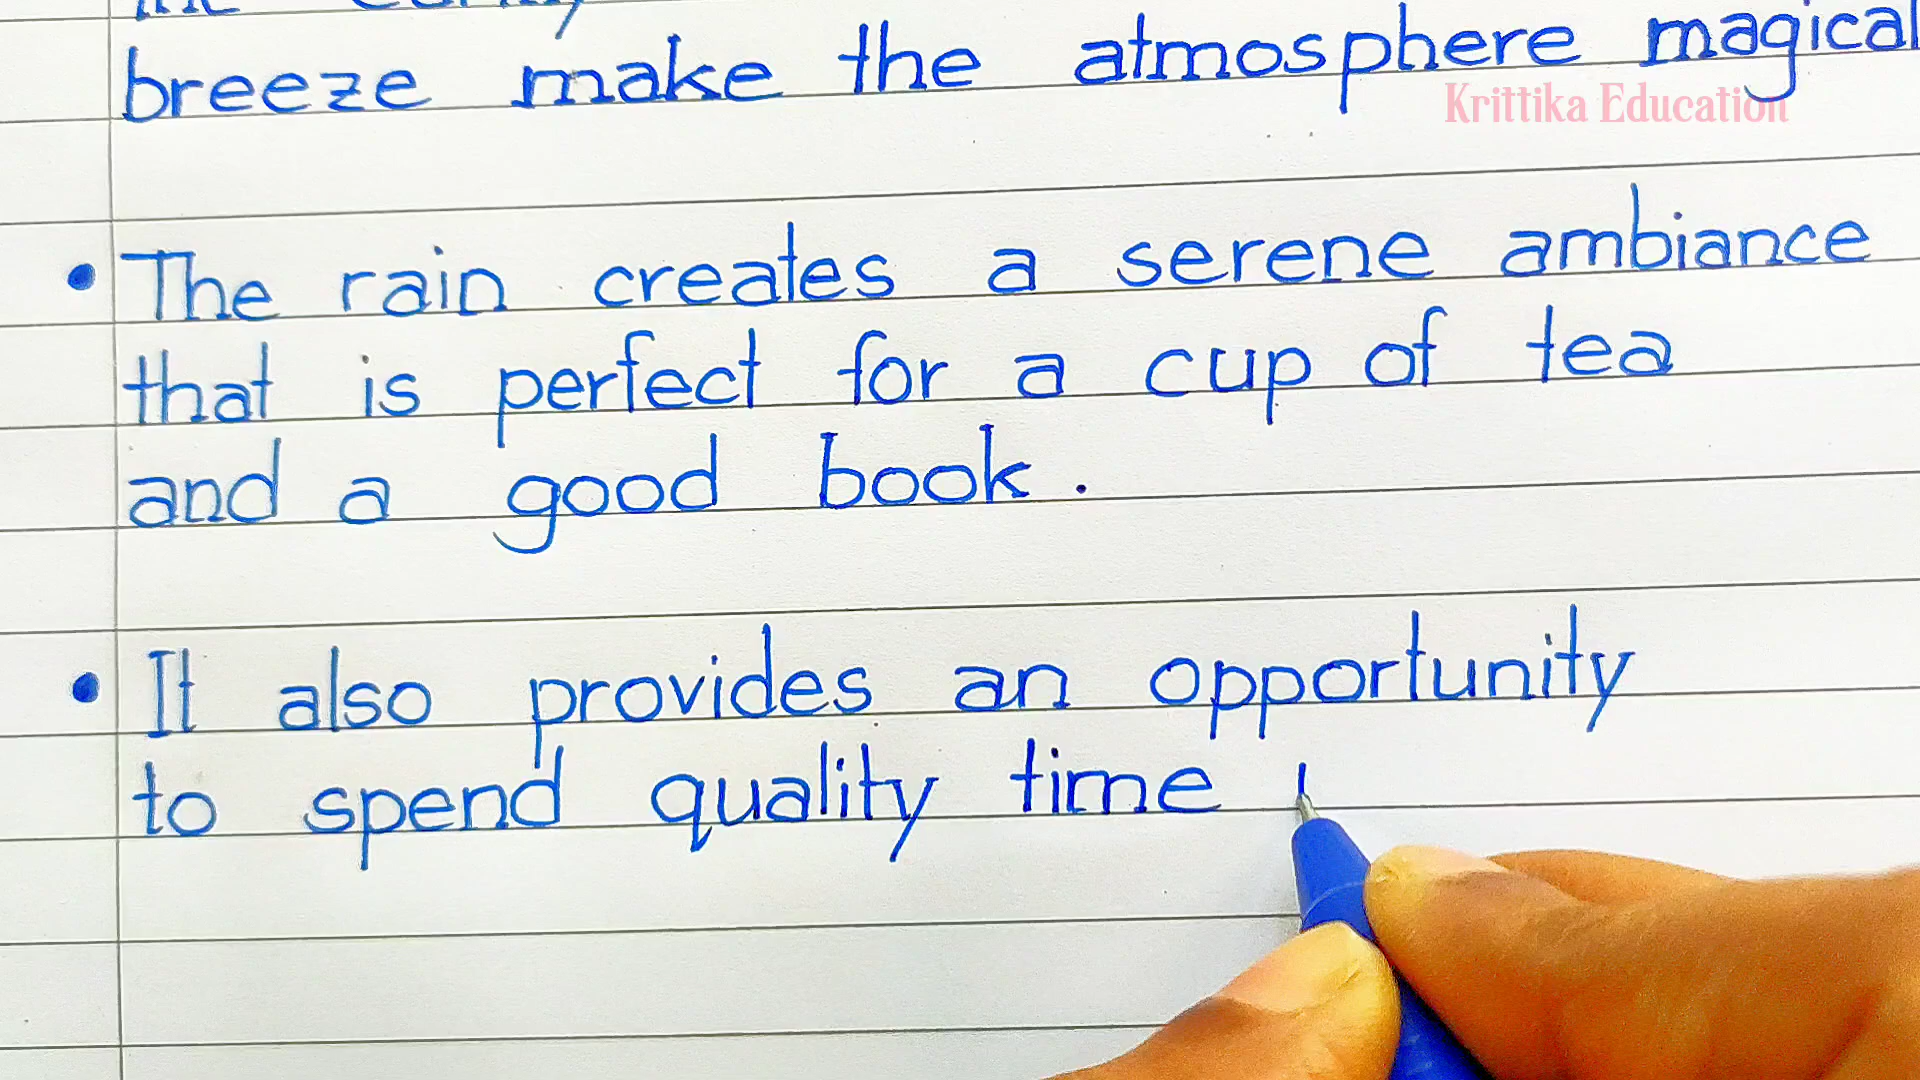 breeze make the atmosphere magical
Krittika Education
• The rain creates a serene ambiance
that is perfect for a cup of tea
and a good book.
• It also provides an opportunity
to spend quality time